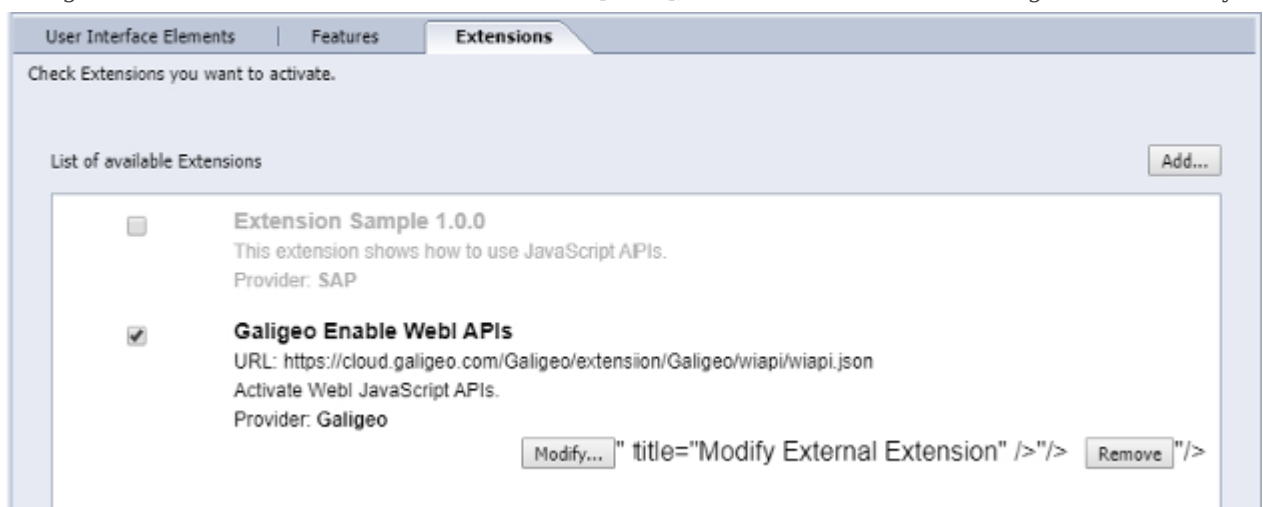 User Interface Elements | Features Extensions
Check Extensions you want to activate.
List of available Extensions Add...
Extension Sample 1.0.0
This extension shows how to use JavaScript APIs.
Provider: SAP
Galigeo Enable WebI APIs
URL: https://cloud.galigeo.com/Galigeo/extensiion/Galigeo/wiapi/wiapi.json
Activate WebI JavaScript APIs.
Provider: Galigeo
Modify... " title="Modify External Extension" />"/> Remove "/>